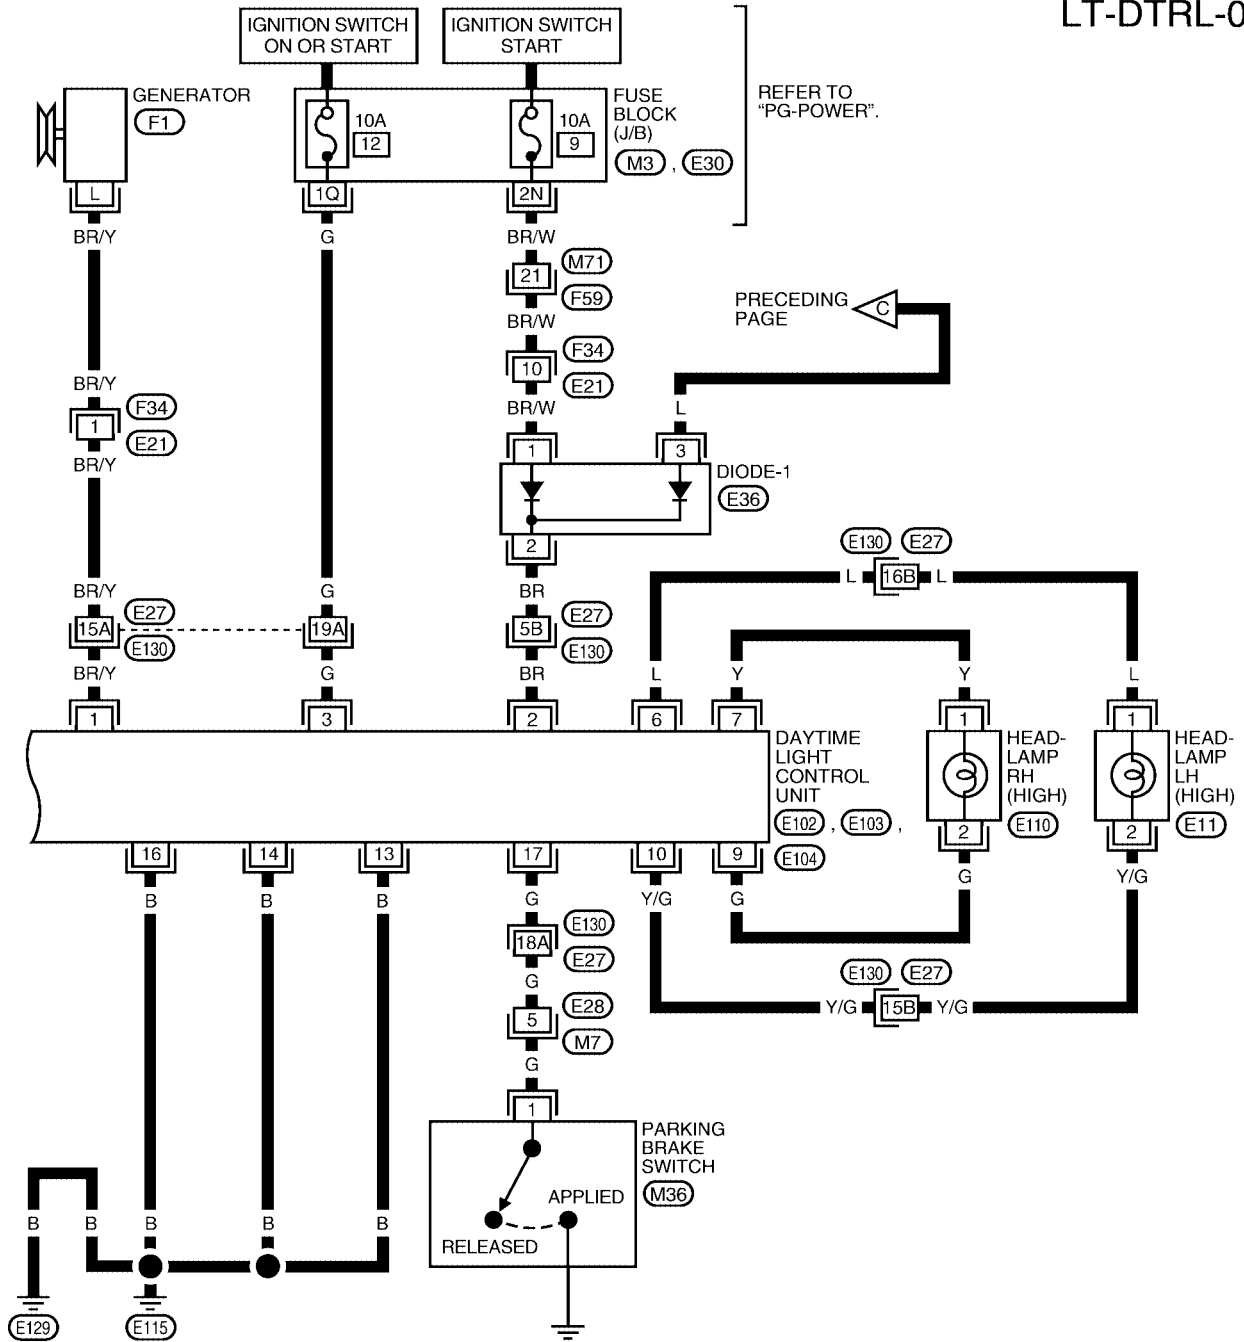 LT-DTRL-0
IGNITION SWITCH
ON OR START
IGNITION SWITCH
START
GENERATOR
F1
10A
12
10A
9
FUSE
BLOCK
(J/B)
M3 , E30
REFER TO
“PG-POWER”.
L
1Q
2N
BR/Y
G
BR/W
21
M71
F59
BR/W
PRECEDING
PAGE
C
10
F34
E21
BR/Y
BR/W
L
1
F34
E21
BR/Y
1
3
DIODE-1
E36
2
E130
E27
L
16B
L
BR/Y
G
BR
15A
E27
E130
19A
5B
E27
E130
BR/Y
G
BR
L
Y
Y
L
1
3
2
6
7
1
1
DAYTIME
LIGHT
CONTROL
UNIT
E102 , E103 ,
E104
HEAD-
LAMP
RH
(HIGH)
E110
HEAD-
LAMP
LH
(HIGH)
E11
2
2
16
14
13
17
10
9
B
B
B
G
Y/G
G
G
Y/G
18A
E130
E27
G
E130
E27
Y/G
15B
Y/G
5
E28
M7
G
1
PARKING
BRAKE
SWITCH
M36
APPLIED
RELEASED
B
B
B
B
B
E129
E115